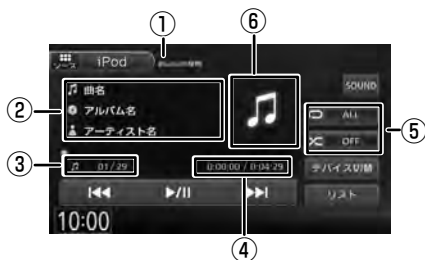 ① ⑥
ソース iPod
SOUND
② 曲名
アルバム名
アーティスト名
ALL
⑤
OFF
③ 01/29 0:00:00 / 0:04:29 デバイス切替
リスト
10:00
④